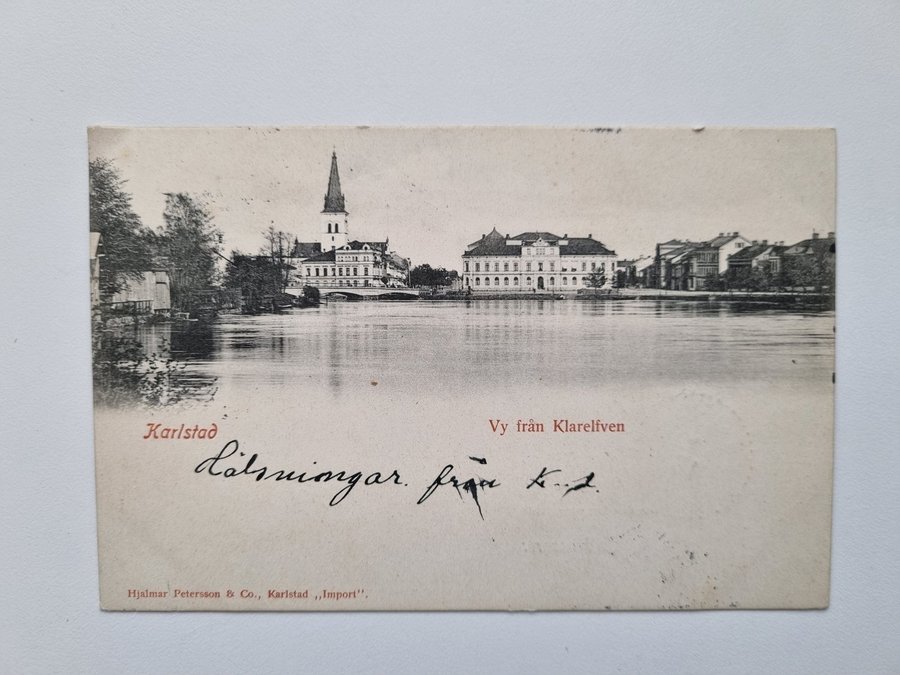 Karlstad
Vy från Klarelfven
Hälsningar. från
Hjalmar Petersson & Co., Karlstad „Import".